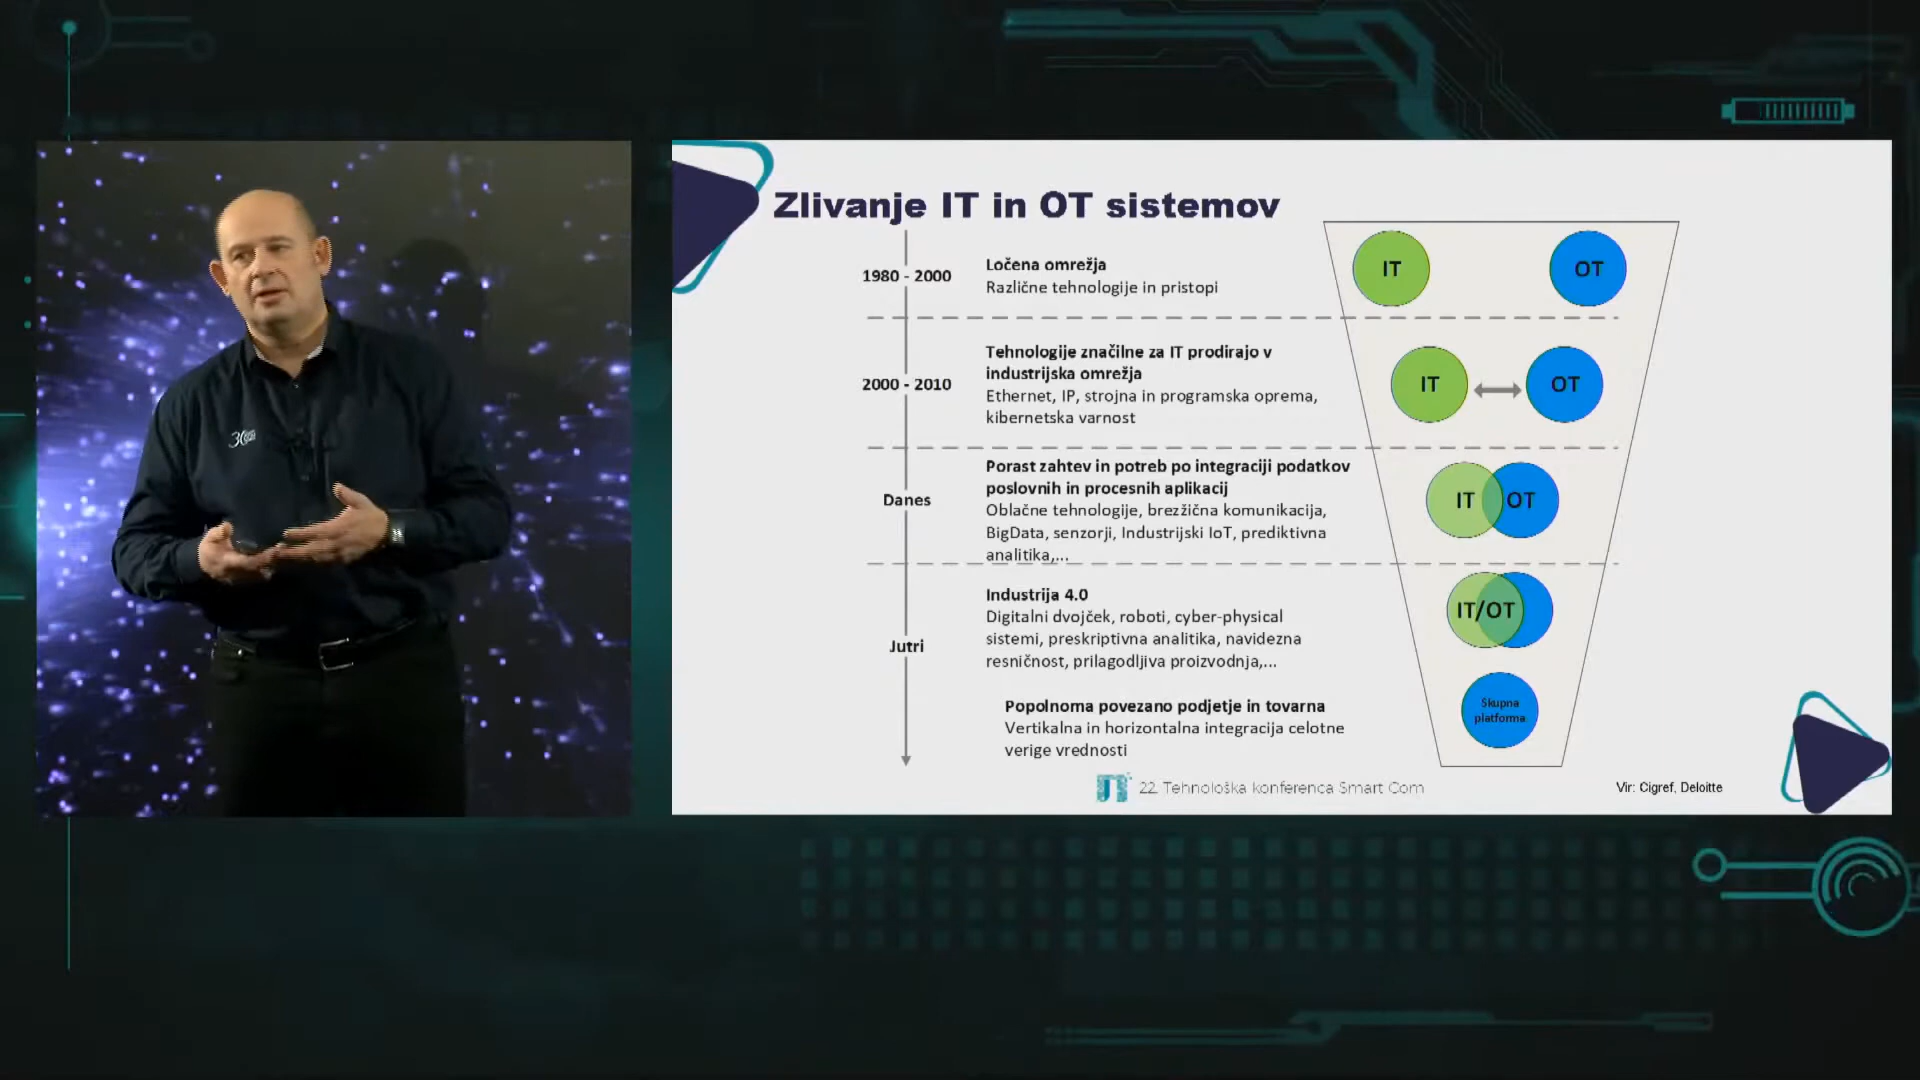 Zlivanje IT in OT sistemov
1980 - 2000
Ločena omrežja
Različne tehnologije in pristopi
IT
OT
2000 - 2010
Tehnologije značilne za IT prodirajo v
industrijska omrežja
Ethernet, IP, strojna in programska oprema,
kibernetska varnost
IT
OT
Danes
Porast zahtev in potreb po integraciji podatkov
poslovnih in procesnih aplikacij
Oblačne tehnologije, brezžična komunikacija,
BigData, senzorji, Industrijski IoT, prediktivna
analitika,...
IT
OT
Jutri
Industrija 4.0
Digitalni dvojček, roboti, cyber-physical
sistemi, preskriptivna analitika, navidezna
resničnost, prilagodljiva proizvodnja,...
IT/OT
Popolnoma povezano podjetje in tovarna
Vertikalna in horizontalna integracija celotne
verige vrednosti
Skupna
platforma
22. Tehnološka konferenca Smart Com
Vir: Cigref, Deloitte
30